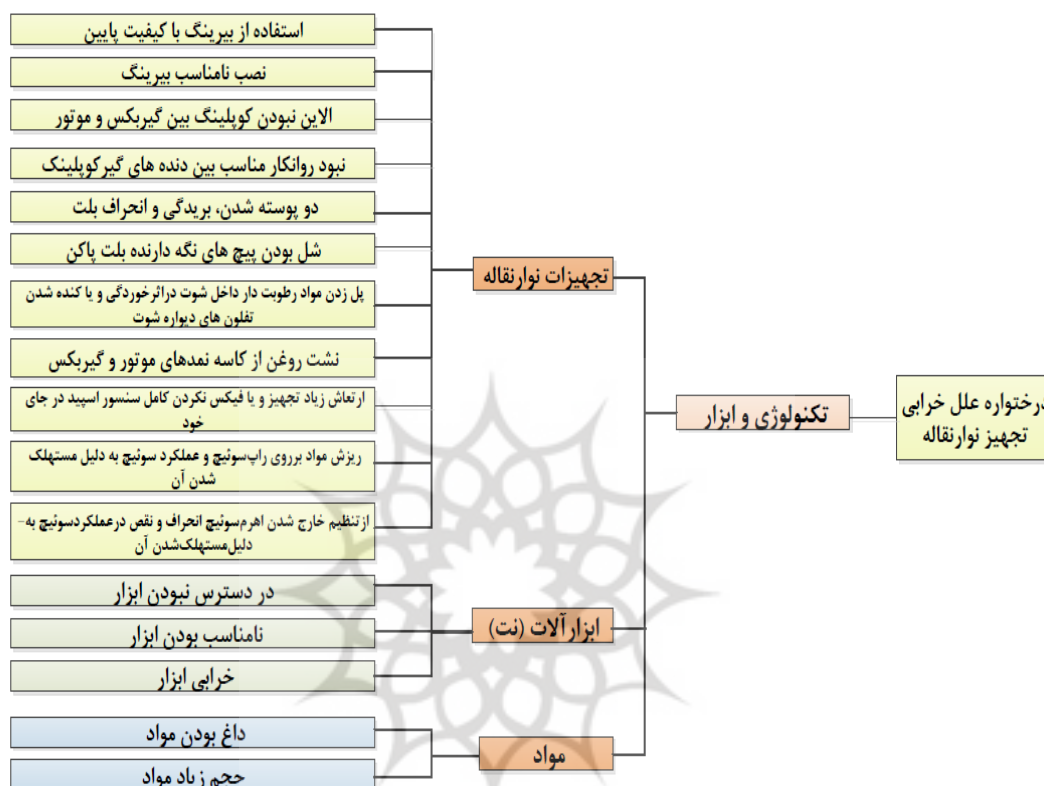 درختواره علل خرابی
تجهیز نوارنقاله
تکنولوژی و ابزار
تجهیزات نوارنقاله
استفاده از بیرینگ با کیفیت پایین
نصب نامناسب بیرینگ
الاین نبودن کوپلینگ بین گیربکس و موتور
نبود روانکار مناسب بین دنده های گیرکوپلینک
دو پوسته شدن، بریدگی و انحراف بلت
شل بودن پیچ های نگه دارنده بلت پاکن
پل زدن مواد رطوبت دار داخل شوت دراثرخوردگی و یا کنده شدن
تفلون های دیواره شوت
نشت روغن از کاسه نمدهای موتور و گیربکس
ارتعاش زیاد تجهیز و یا فیکس نکردن کامل سنسور اسپید در جای
خود
ریزش مواد برروی راپ‌سوئیچ و عملکرد سوئیچ به دلیل مستهلک
شدن آن
ازتنظیم خارج شدن اهرم‌سوئیچ انحراف و نقص درعملکردسوئیچ به-
دلیل‌مستهلک‌شدن آن
ابزارآلات (نت)
در دسترس نبودن ابزار
نامناسب بودن ابزار
خرابی ابزار
مواد
داغ بودن مواد
حجم زیاد مواد